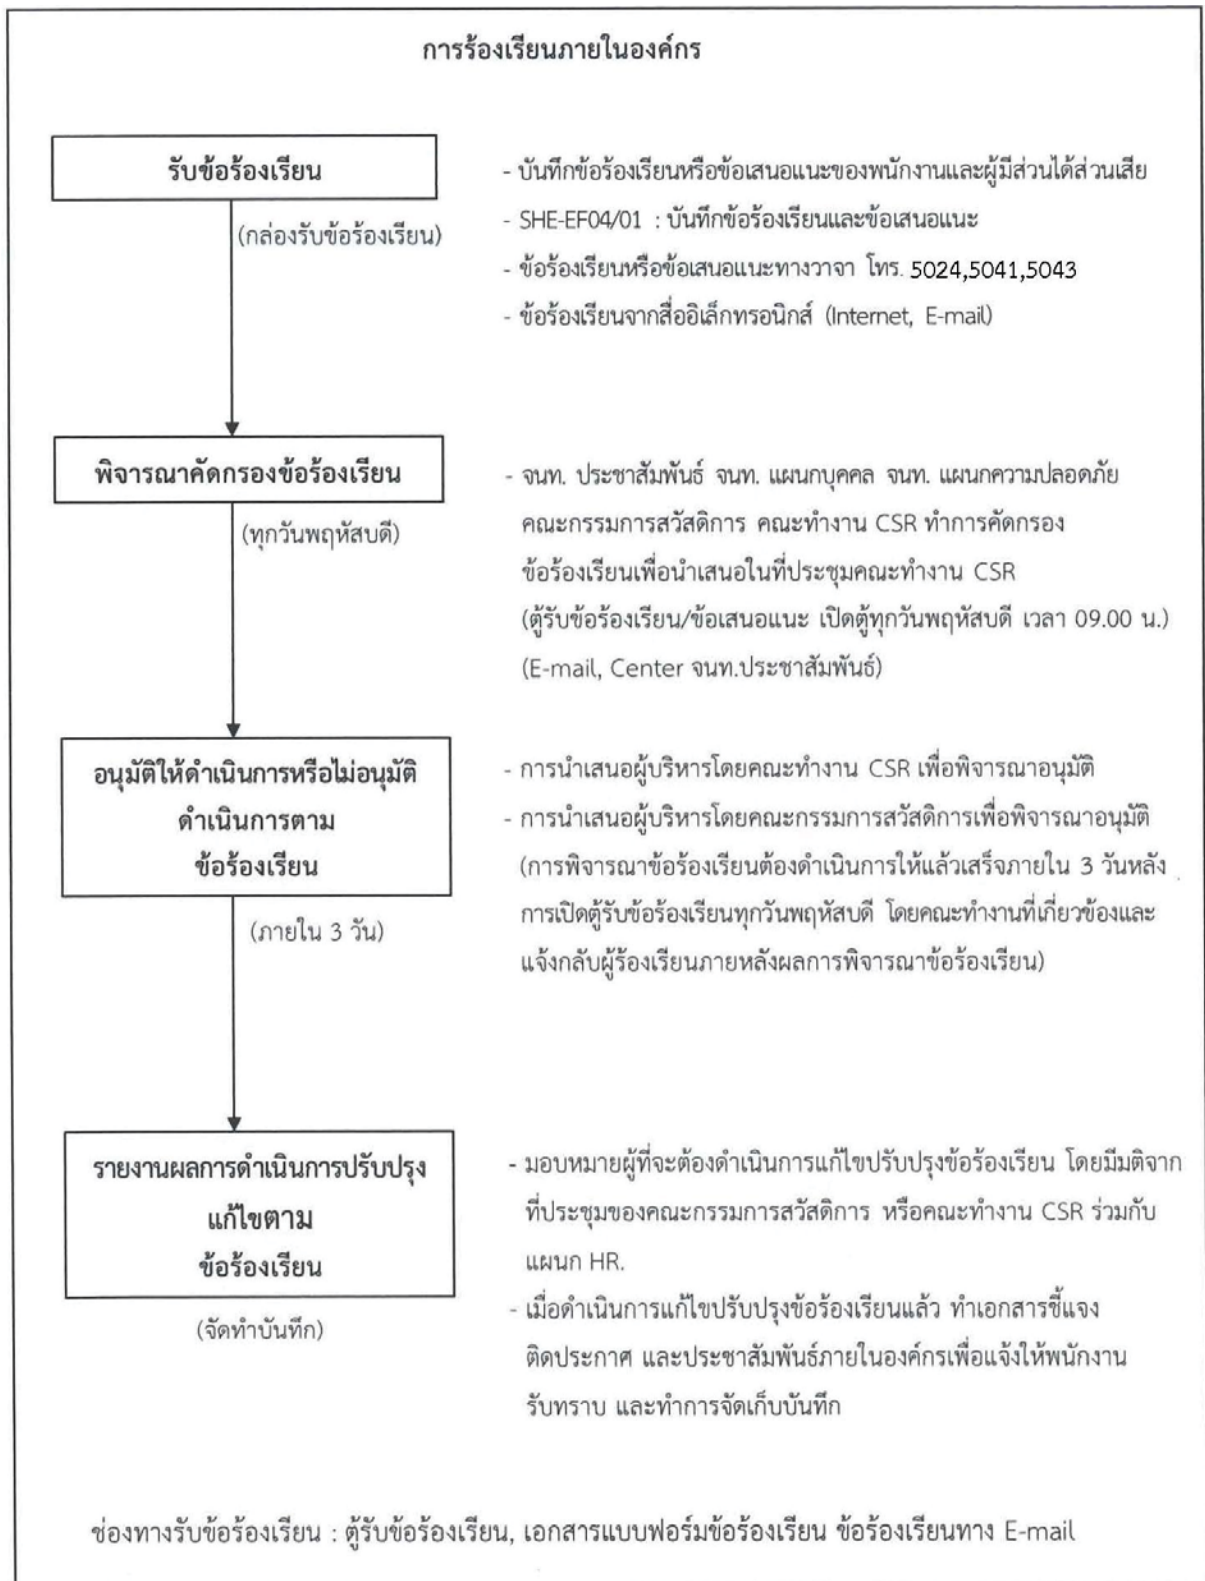 การร้องเรียนภายในองค์กร
รับข้อร้องเรียน
(กล่องรับข้อร้องเรียน)
- บันทึกข้อร้องเรียนหรือข้อเสนอแนะของพนักงานและผู้มีส่วนได้ส่วนเสีย
- SHE-EF04/01 : บันทึกข้อร้องเรียนและข้อเสนอแนะ
- ข้อร้องเรียนหรือข้อเสนอแนะทางวาจา โทร. 5024,5041,5043
- ข้อร้องเรียนจากสื่ออิเล็กทรอนิกส์ (Internet, E-mail)
พิจารณาคัดกรองข้อร้องเรียน
(ทุกวันพฤหัสบดี)
- จนท. ประชาสัมพันธ์ จนท. แผนกบุคคล จนท. แผนกความปลอดภัย
คณะกรรมการสวัสดิการ คณะทำงาน CSR ทำการคัดกรอง
ข้อร้องเรียนเพื่อนำเสนอในที่ประชุมคณะทำงาน CSR
(ตู้รับข้อร้องเรียน/ข้อเสนอแนะ เปิดตู้ทุกวันพฤหัสบดี เวลา 09.00 น.)
(E-mail, Center จนท.ประชาสัมพันธ์)
อนุมัติให้ดำเนินการหรือไม่อนุมัติ
ดำเนินการตาม
ข้อร้องเรียน
(ภายใน 3 วัน)
- การนำเสนอผู้บริหารโดยคณะทำงาน CSR เพื่อพิจารณาอนุมัติ
- การนำเสนอผู้บริหารโดยคณะกรรมการสวัสดิการเพื่อพิจารณาอนุมัติ
(การพิจารณาข้อร้องเรียนต้องดำเนินการให้แล้วเสร็จภายใน 3 วันหลัง
การเปิดตู้รับข้อร้องเรียนทุกวันพฤหัสบดี โดยคณะทำงานที่เกี่ยวข้องและ
แจ้งกลับผู้ร้องเรียนภายหลังผลการพิจารณาข้อร้องเรียน)
รายงานผลการดำเนินการปรับปรุง
แก้ไขตาม
ข้อร้องเรียน
(จัดทำบันทึก)
- มอบหมายผู้ที่จะต้องดำเนินการแก้ไขปรับปรุงข้อร้องเรียน โดยมีมติจาก
ที่ประชุมของคณะกรรมการสวัสดิการ หรือคณะทำงาน CSR ร่วมกับ
แผนก HR.
- เมื่อดำเนินการแก้ไขปรับปรุงข้อร้องเรียนแล้ว ทำเอกสารชี้แจง
ติดประกาศ และประชาสัมพันธ์ภายในองค์กรเพื่อแจ้งให้พนักงาน
รับทราบ และทำการจัดเก็บบันทึก
ช่องทางรับข้อร้องเรียน : ตู้รับข้อร้องเรียน, เอกสารแบบฟอร์มข้อร้องเรียน ข้อร้องเรียนทาง E-mail